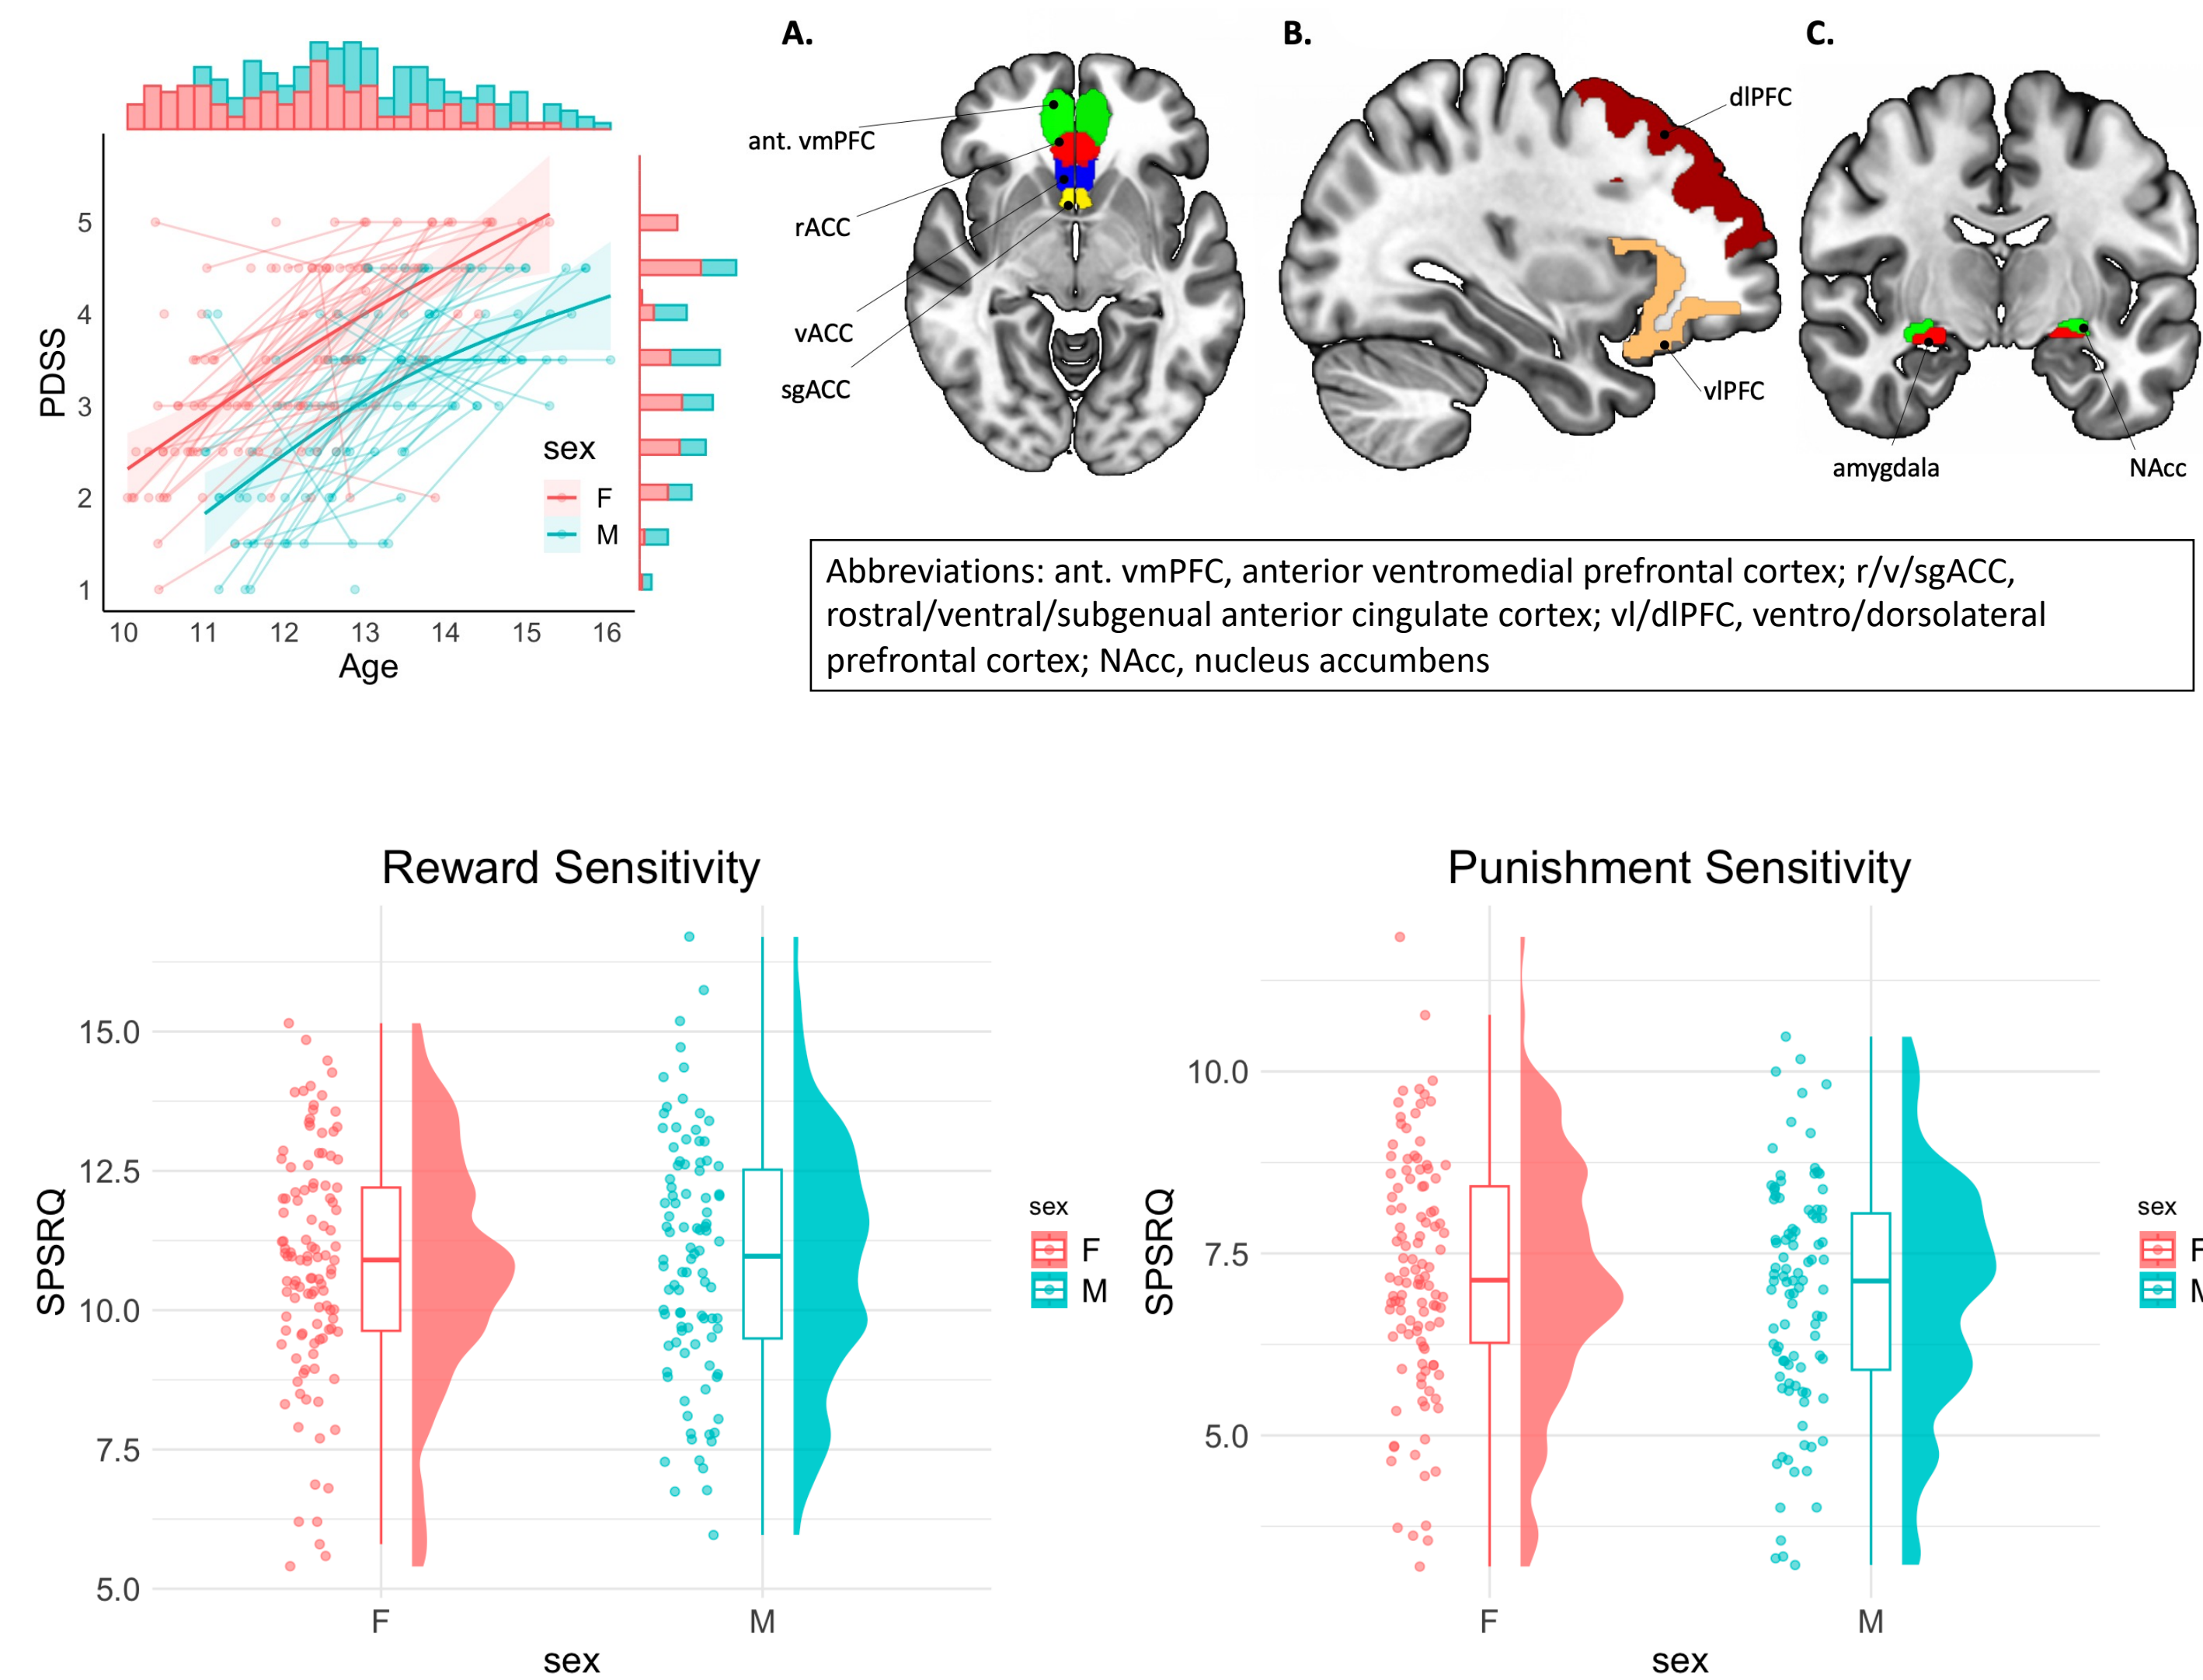 PDSS
5
4
3
2
1
sex
F
M
10 11 12 13 14 15 16
Age
A.
ant. vmPFC
rACC
vACC
sgACC
B.
dlPFC
vlPFC
C.
amygdala
NAcc
Abbreviations: ant. vmPFC, anterior ventromedial prefrontal cortex; r/v/sgACC,
rostral/ventral/subgenual anterior cingulate cortex; vl/dlPFC, ventro/dorsolateral
prefrontal cortex; NAcc, nucleus accumbens
Reward Sensitivity
SPSRQ
15.0
12.5
10.0
7.5
5.0
F M
sex
sex
F
M
Punishment Sensitivity
SPSRQ
10.0
7.5
5.0
F M
sex
sex